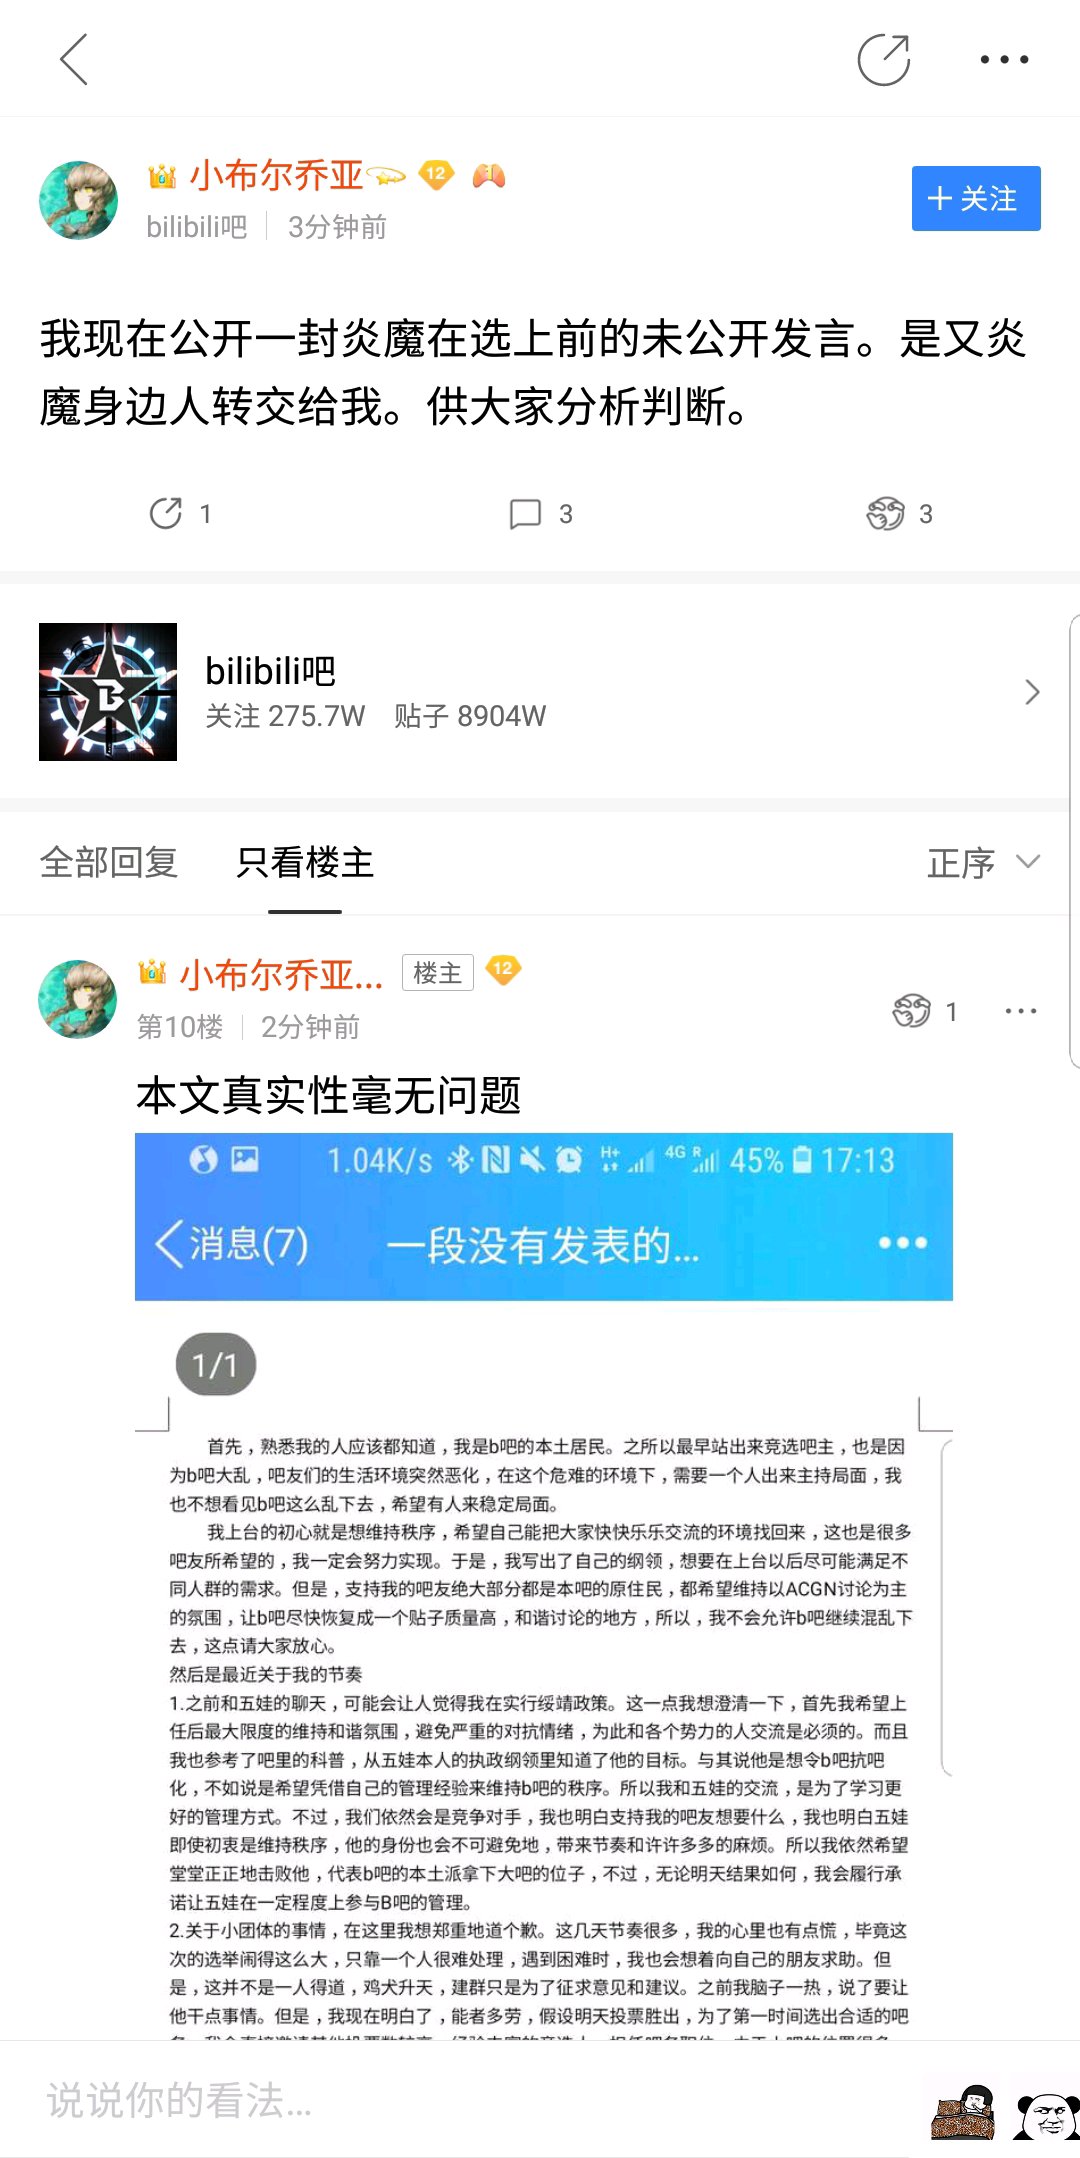 小布尔乔亚 12
bilibili吧 3分钟前
+关注
我现在公开一封炎魔在选上前的未公开发言。是又炎
魔身边人转交给我。供大家分析判断。
1 3 3
bilibili吧
关注 275.7W 贴子 8904W
全部回复 只看楼主 正序
小布尔乔亚... 楼主 12
第10楼 2分钟前 1
本文真实性毫无问题
1.04K/s H+ 4G R 45% 17:13
消息(7) 一段没有发表的...
1/1
首先，熟悉我的人应该都知道，我是b吧的本土居民。之所以最早站出来竞选吧主，也是因
为b吧大乱，吧友们的生活环境突然恶化，在这个危难的环境下，需要一个人出来主持局面，我
也不想看见b吧这么乱下去，希望有人来稳定局面。
我上台的初心就是想维持秩序，希望自己能把大家快快乐乐交流的环境找回来，这也是很多
吧友所希望的，我一定会努力实现。于是，我写出了自己的纲领，想要在上台以后尽可能满足不
同人群的需求。但是，支持我的吧友绝大部分都是本吧的原住民，都希望维持以ACGN讨论为主
的氛围，让b吧尽快恢复成一个贴子质量高，和谐讨论的地方，所以，我不会允许b吧继续混乱下
去，这点请大家放心。
然后是最近关于我的节奏
1.之前和五娃的聊天，可能会让人觉得我在实行绥靖政策。这一点我想澄清一下，首先我希望上
任后最大限度的维持和谐氛围，避免严重的对抗情绪，为此和各个势力的人交流是必须的。而且
我也参考了吧里的科普，从五娃本人的执政纲领里知道了他的目标。与其说他是想令b吧抗吧
化，不如说是希望凭借自己的管理经验来维持b吧的秩序。所以我和五娃的交流，是为了学习更
好的管理方式。不过，我们依然会是竞争对手，我也明白支持我的吧友想要什么，我也明白五娃
即使初衷是维持秩序，他的身份也会不可避免地，带来节奏和许许多多的麻烦。所以我依然希望
堂堂正正地击败他，代表b吧的本土派拿下大吧的位子，不过，无论明天结果如何，我会履行承
诺让五娃在一定程度上参与B吧的管理。
2.关于小团体的事情，在这里我想郑重地道个歉。这几天节奏很多，我的心里也有点慌，毕竟这
次的选举闹得这么大，只靠一个人很难处理，遇到困难时，我也会想着向自己的朋友求助。但
是，这并不是一人得道，鸡犬升天，建群只是为了征求意见和建议。之前我脑子一热，说了要让
他干点事情。但是，我现在明白了，能者多劳，假设明天投票胜出，为了第一时间选出合适的吧
说说你的看法...